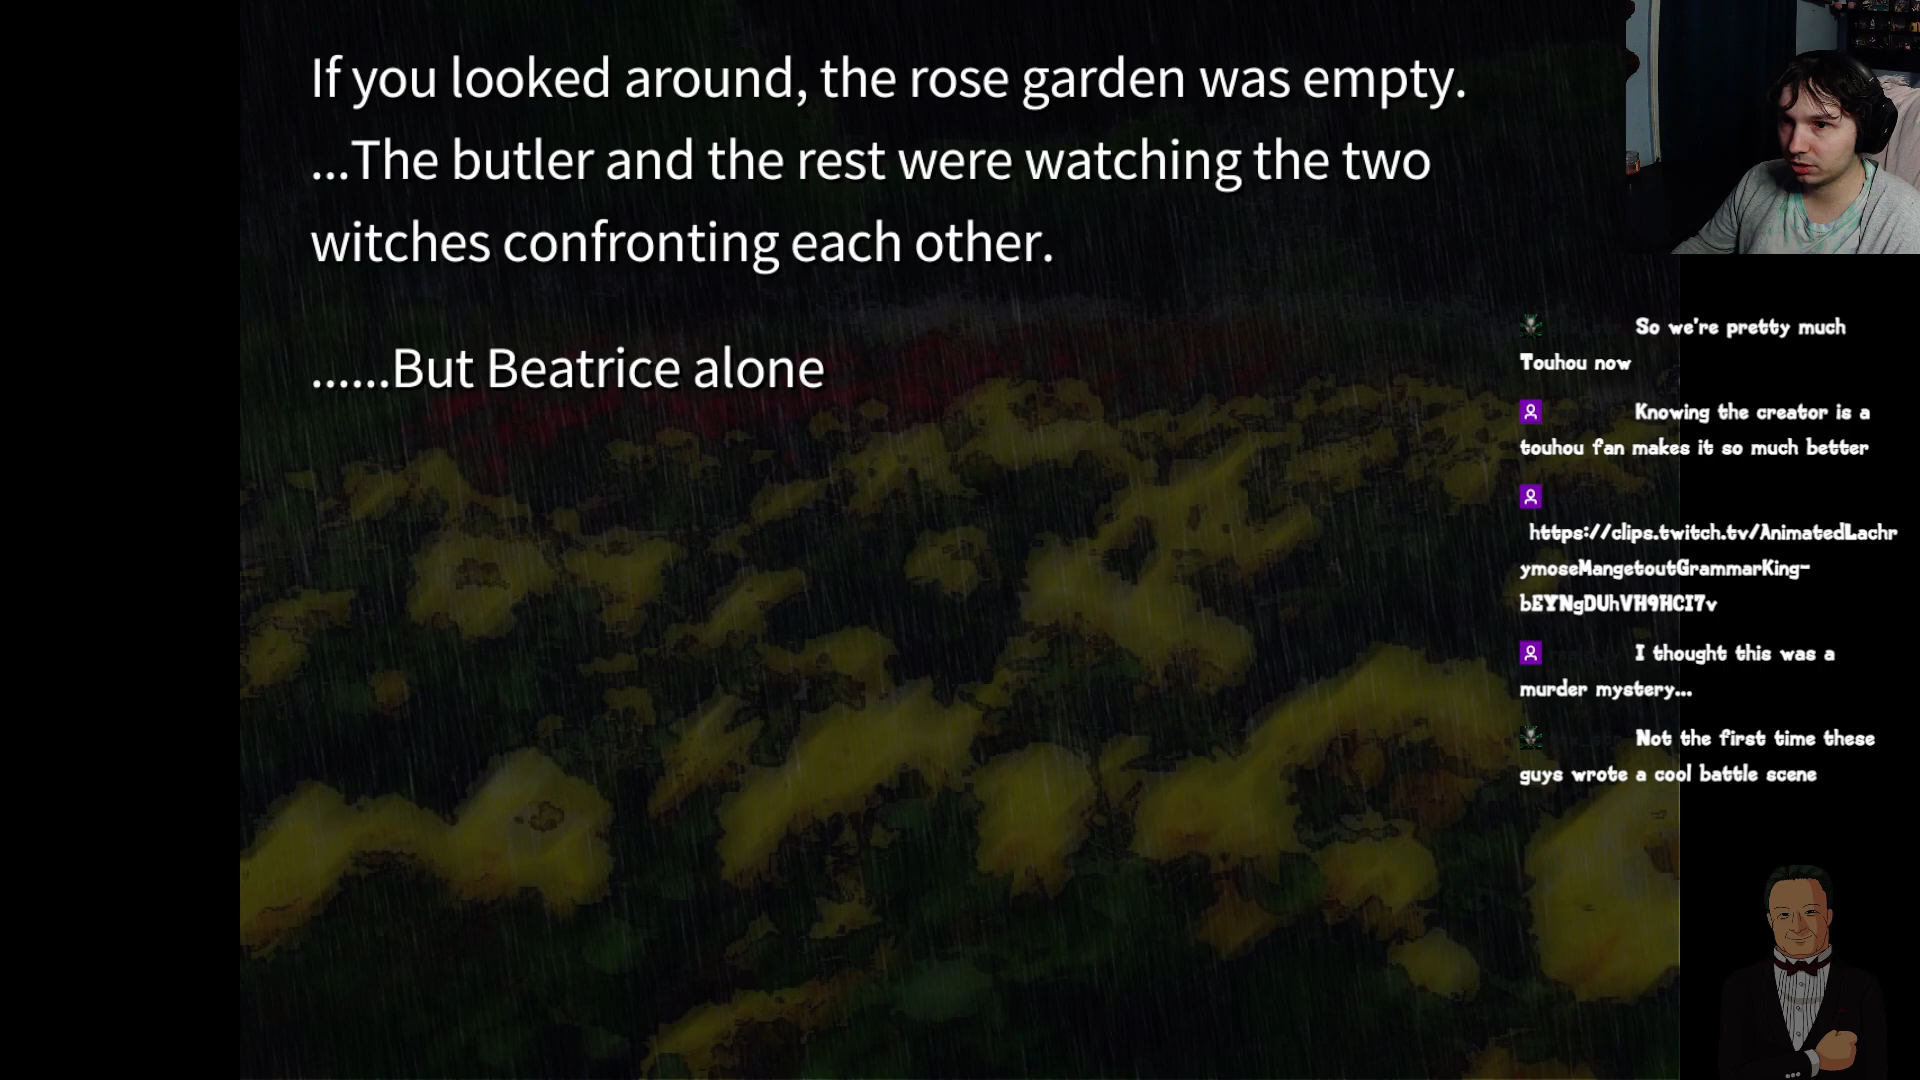 If you looked around, the rose garden was empty.
...The butler and the rest were watching the two
witches confronting each other.
......But Beatrice alone
So we're pretty much
Touhou now
Knowing the creator is a
touhou fan makes it so much better
https://clips.twitch.tv/AnimatedLachr
ymoseMangetoutGrammarKing-
bEYNgDUhVH9HCI7v
I thought this was a
murder mystery...
Not the first time these
guys wrote a cool battle scene